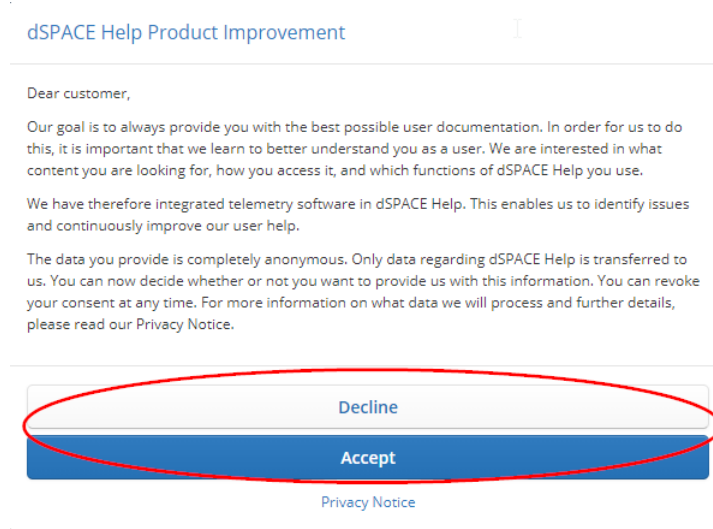 dSPACE Help Product Improvement
Dear customer,
Our goal is to always provide you with the best possible user documentation. In order for us to do
this, it is important that we learn to better understand you as a user. We are interested in what
content you are looking for, how you access it, and which functions of dSPACE Help you use.
We have therefore integrated telemetry software in dSPACE Help. This enables us to identify issues
and continuously improve our user help.
The data you provide is completely anonymous. Only data regarding dSPACE Help is transferred to
us. You can now decide whether or not you want to provide us with this information. You can revoke
your consent at any time. For more information on what data we will process and further details,
please read our Privacy Notice.
Decline
Accept
Privacy Notice